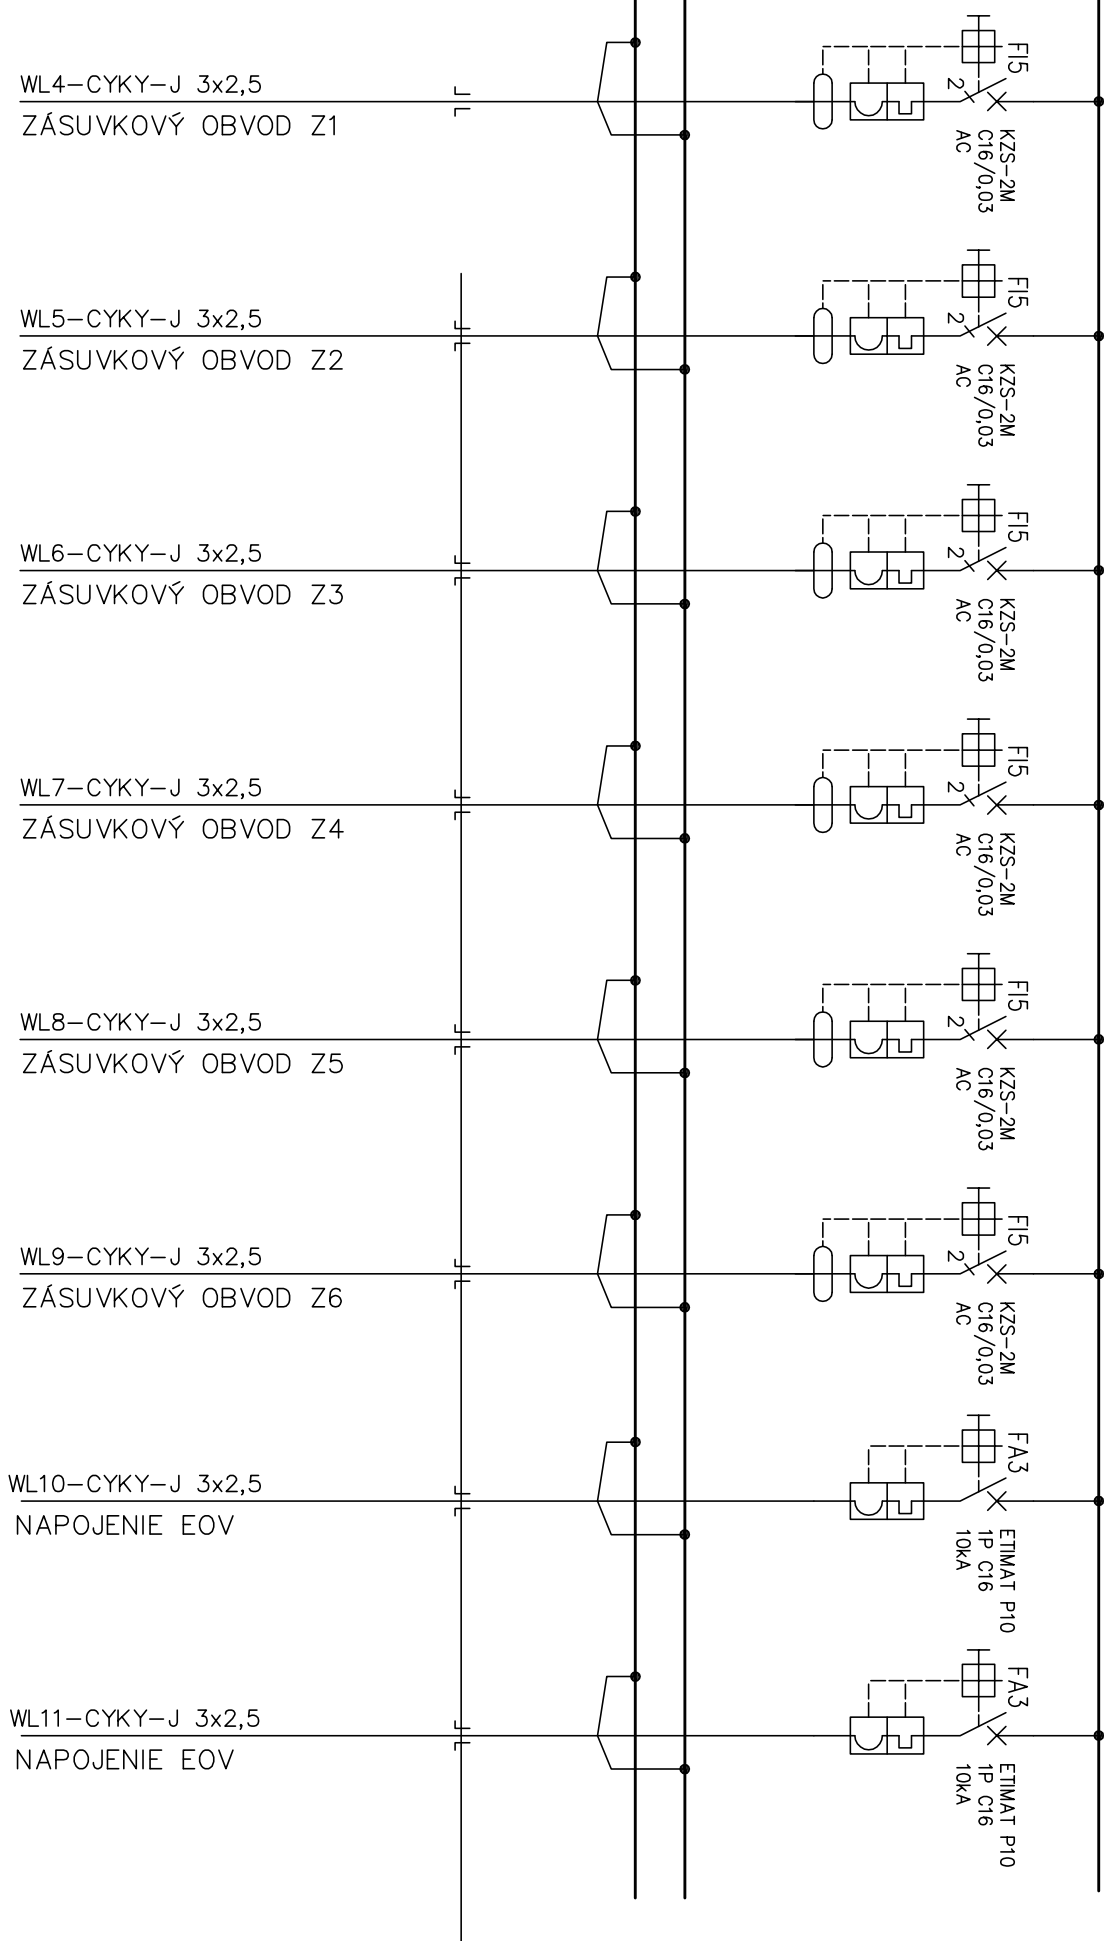 WL4-CYKY-J 3x2,5
ZÁSUVKOVÝ OBVOD Z1
FI5
2
KZS-2M
C16/0,03
AC
WL5-CYKY-J 3x2,5
ZÁSUVKOVÝ OBVOD Z2
FI5
2
KZS-2M
C16/0,03
AC
WL6-CYKY-J 3x2,5
ZÁSUVKOVÝ OBVOD Z3
FI5
2
KZS-2M
C16/0,03
AC
WL7-CYKY-J 3x2,5
ZÁSUVKOVÝ OBVOD Z4
FI5
2
KZS-2M
C16/0,03
AC
WL8-CYKY-J 3x2,5
ZÁSUVKOVÝ OBVOD Z5
FI5
2
KZS-2M
C16/0,03
AC
WL9-CYKY-J 3x2,5
ZÁSUVKOVÝ OBVOD Z6
FI5
2
KZS-2M
C16/0,03
AC
WL10-CYKY-J 3x2,5
NAPOJENIE EOV
FA3
ETIMAT P10
1P C16
10kA
WL11-CYKY-J 3x2,5
NAPOJENIE EOV
FA3
ETIMAT P10
1P C16
10kA